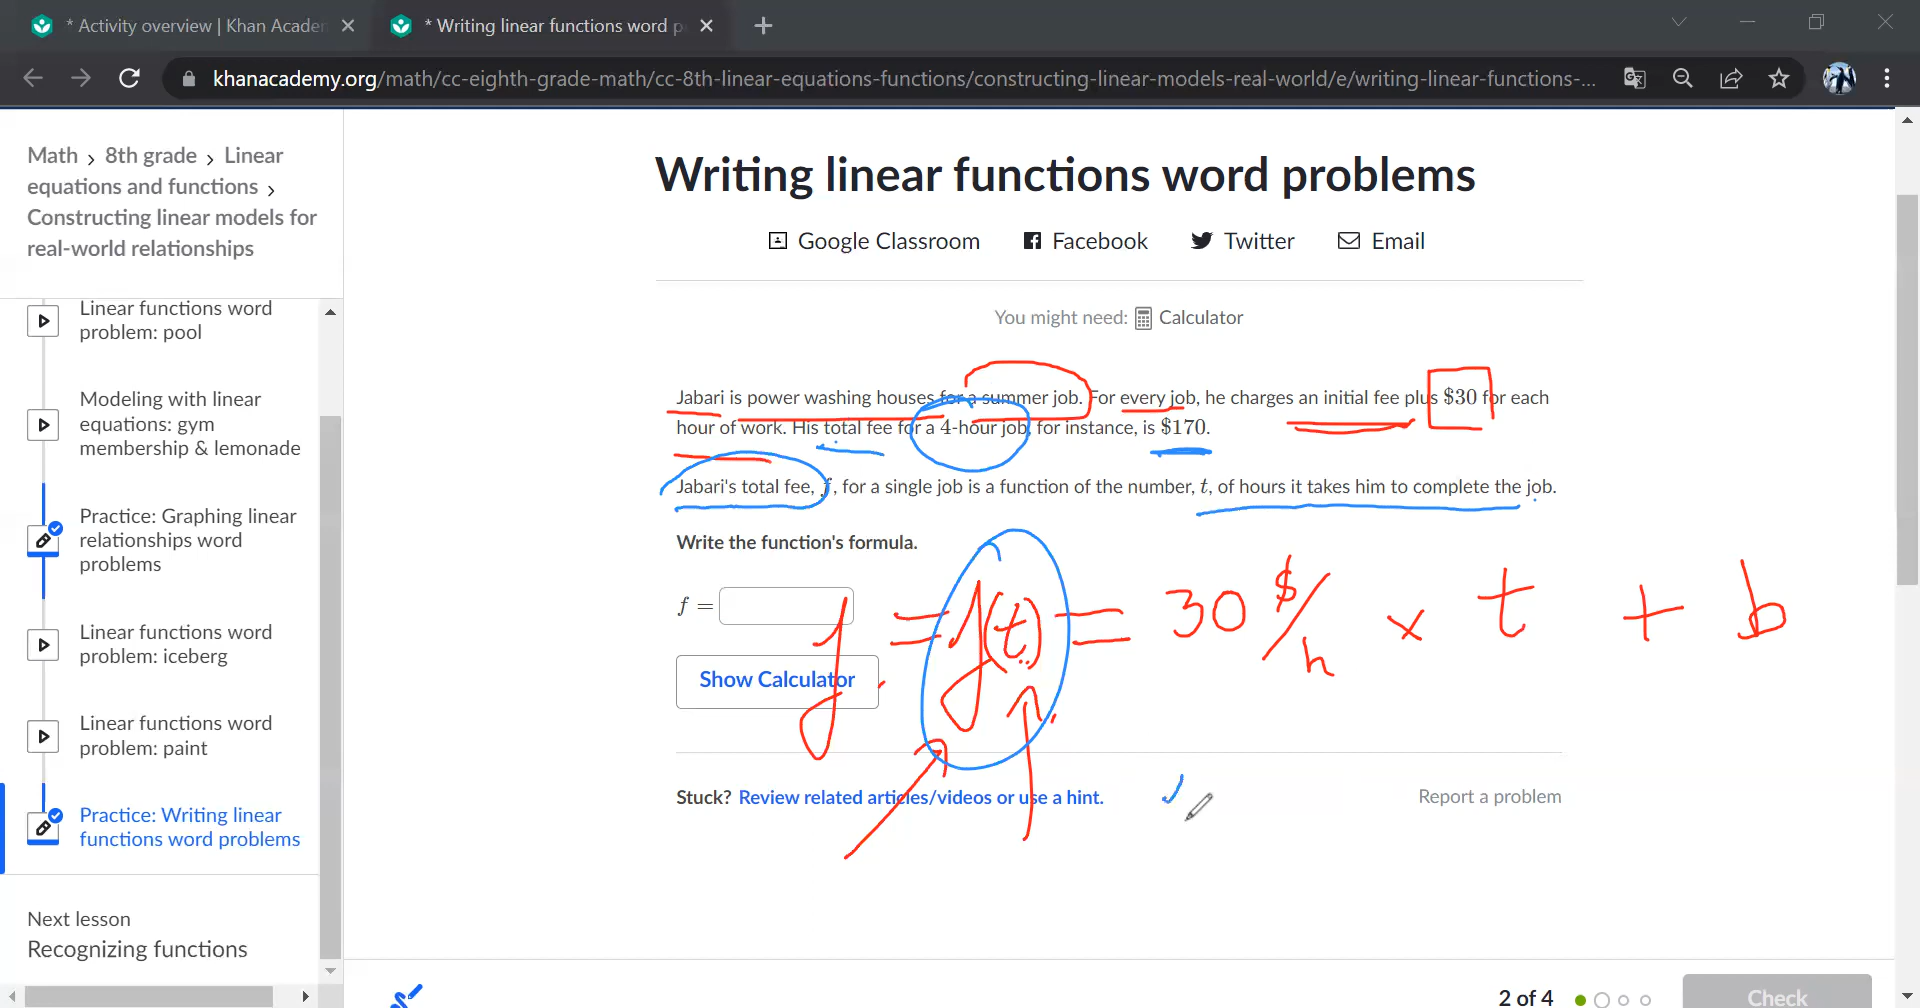 * Activity overview | Khan Acade
* Writing linear functions word p
khanacademy.org/math/cc-eighth-grade-math/cc-8th-linear-equations-functions/constructing-linear-models-real-world/e/writing-linear-functions-...
Math > 8th grade > Linear
equations and functions >
Constructing linear models for
real-world relationships
Linear functions word
problem: pool
Modeling with linear
equations: gym
membership & lemonade
Practice: Graphing linear
relationships word
problems
Linear functions word
problem: iceberg
Linear functions word
problem: paint
Practice: Writing linear
functions word problems
Next lesson
Recognizing functions
Writing linear functions word problems
Google Classroom Facebook Twitter Email
You might need: Calculator
Jabari is power washing houses for a summer job. For every job, he charges an initial fee plus $30 for each
hour of work. His total fee for a 4-hour job, for instance, is $170.
Jabari's total fee, f, for a single job is a function of the number, t, of hours it takes him to complete the job.
Write the function's formula.
f =
f = f(t) = 30 $/h × t + b
Show Calculator
Stuck? Review related articles/videos or use a hint.
Report a problem
2 of 4
Check